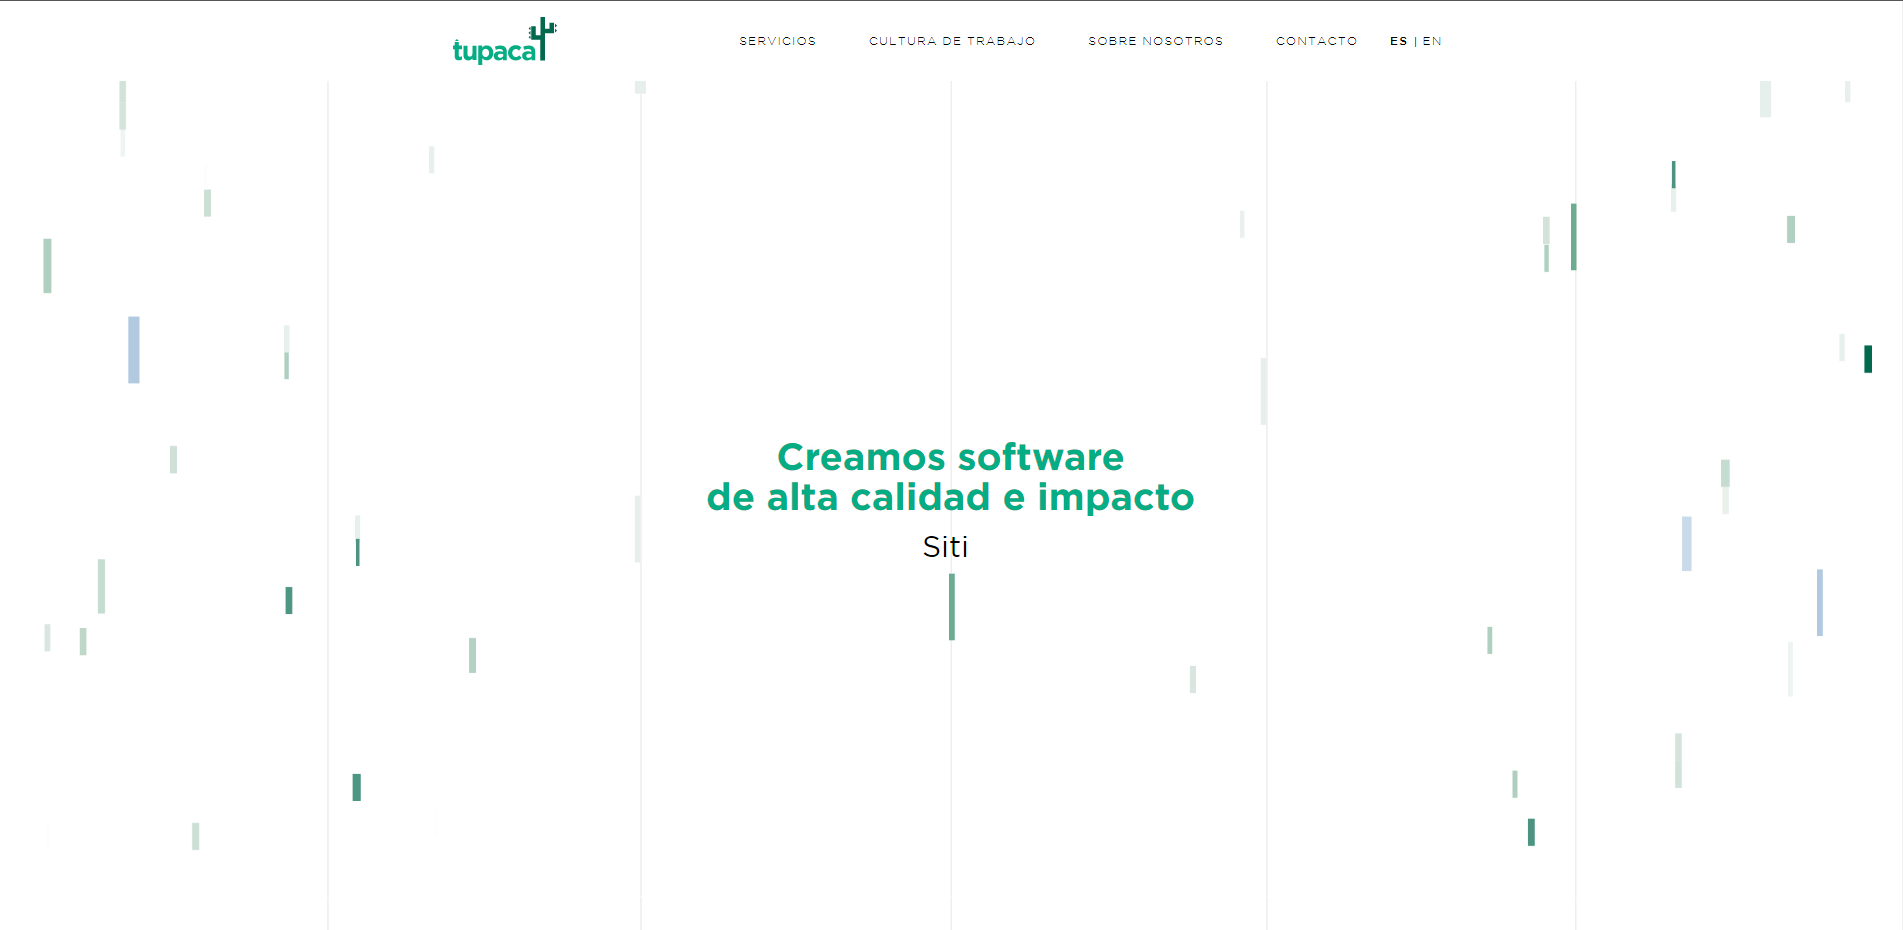 tupaca
SERVICIOS
CULTURA DE TRABAJO
SOBRE NOSOTROS
CONTACTO
ES | EN
Creamos software
de alta calidad e impacto
Siti